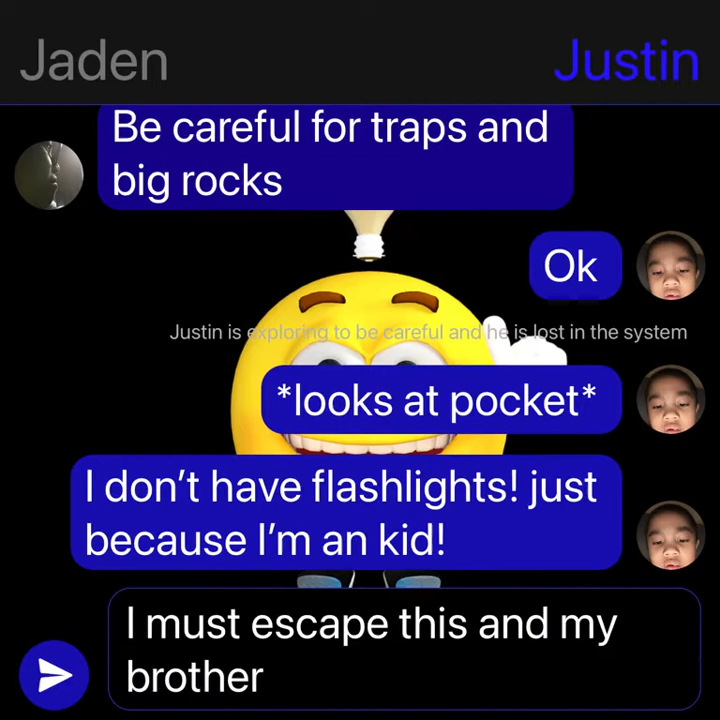 Jaden
Justin
Be careful for traps and
big rocks
Ok
Justin is exploring to be careful and he is lost in the system
*looks at pocket*
I don't have flashlights! just
because I'm an kid!
I must escape this and my
brother